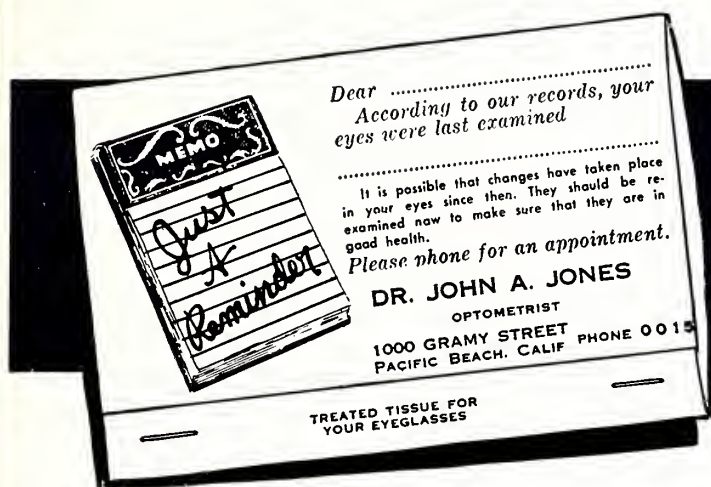 MEMO
Just
A
Reminder
Dear ................................................
According to our records, your
eyes were last examined
................................................................
It is possible that changes have taken place
in your eyes since then. They should be re-
examined now to make sure that they are in
good health.
Please phone for an appointment.
DR. JOHN A. JONES
OPTOMETRIST
1000 GRAMY STREET
PACIFIC BEACH. CALIF PHONE 0015
TREATED TISSUE FOR
YOUR EYEGLASSES